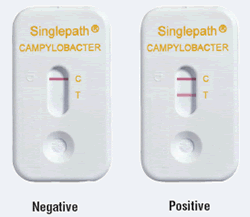 Singlepath®
CAMPYLOBACTER
C
T
Negative
Singlepath®
CAMPYLOBACTER
C
T
Positive